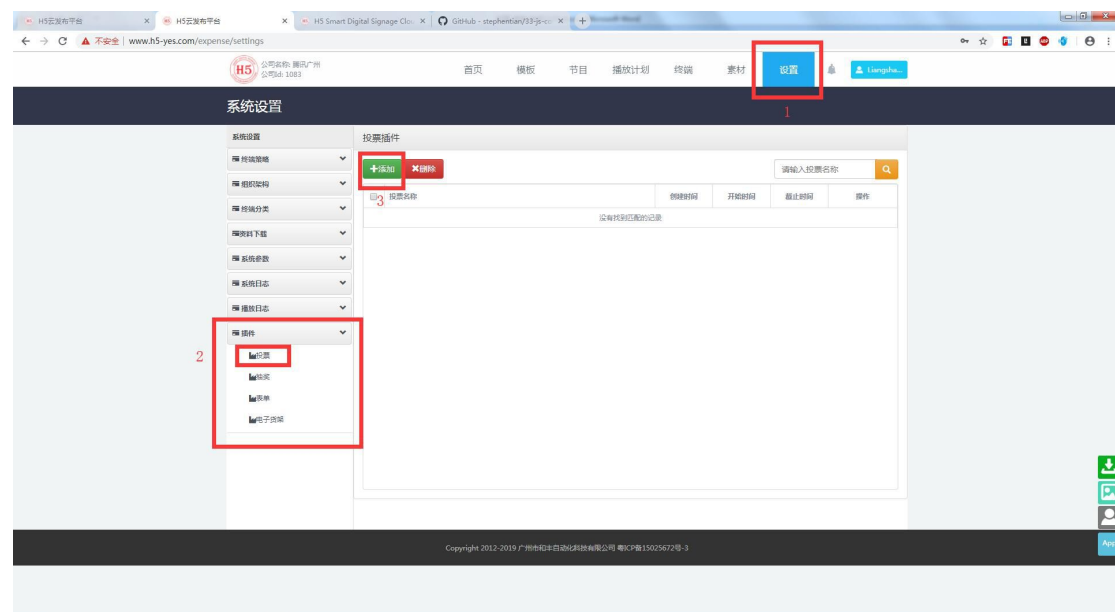 H5云发布平台
H5云发布平台
H5 Smart Digital Signage Clo
GitHub - stephentian/33-js-co
不安全 | www.h5-yes.com/expense/settings
H5
公司名称: 腾讯广州
公司Id: 1083
首页 模板 节目 播放计划 终端 素材 设置 Liangsha...
1
系统设置
系统设置
终端策略
组织架构
终端分类
资料下载
系统参数
系统日志
播放日志
插件
2
投票
抽奖
表单
电子货架
投票插件
添加 删除
请输入投票名称
3
投票名称 创建时间 开始时间 截止时间 操作
没有找到匹配的记录
App
Copyright 2012-2019 广州市和丰自动化科技有限公司 粤ICP备15025672号-3